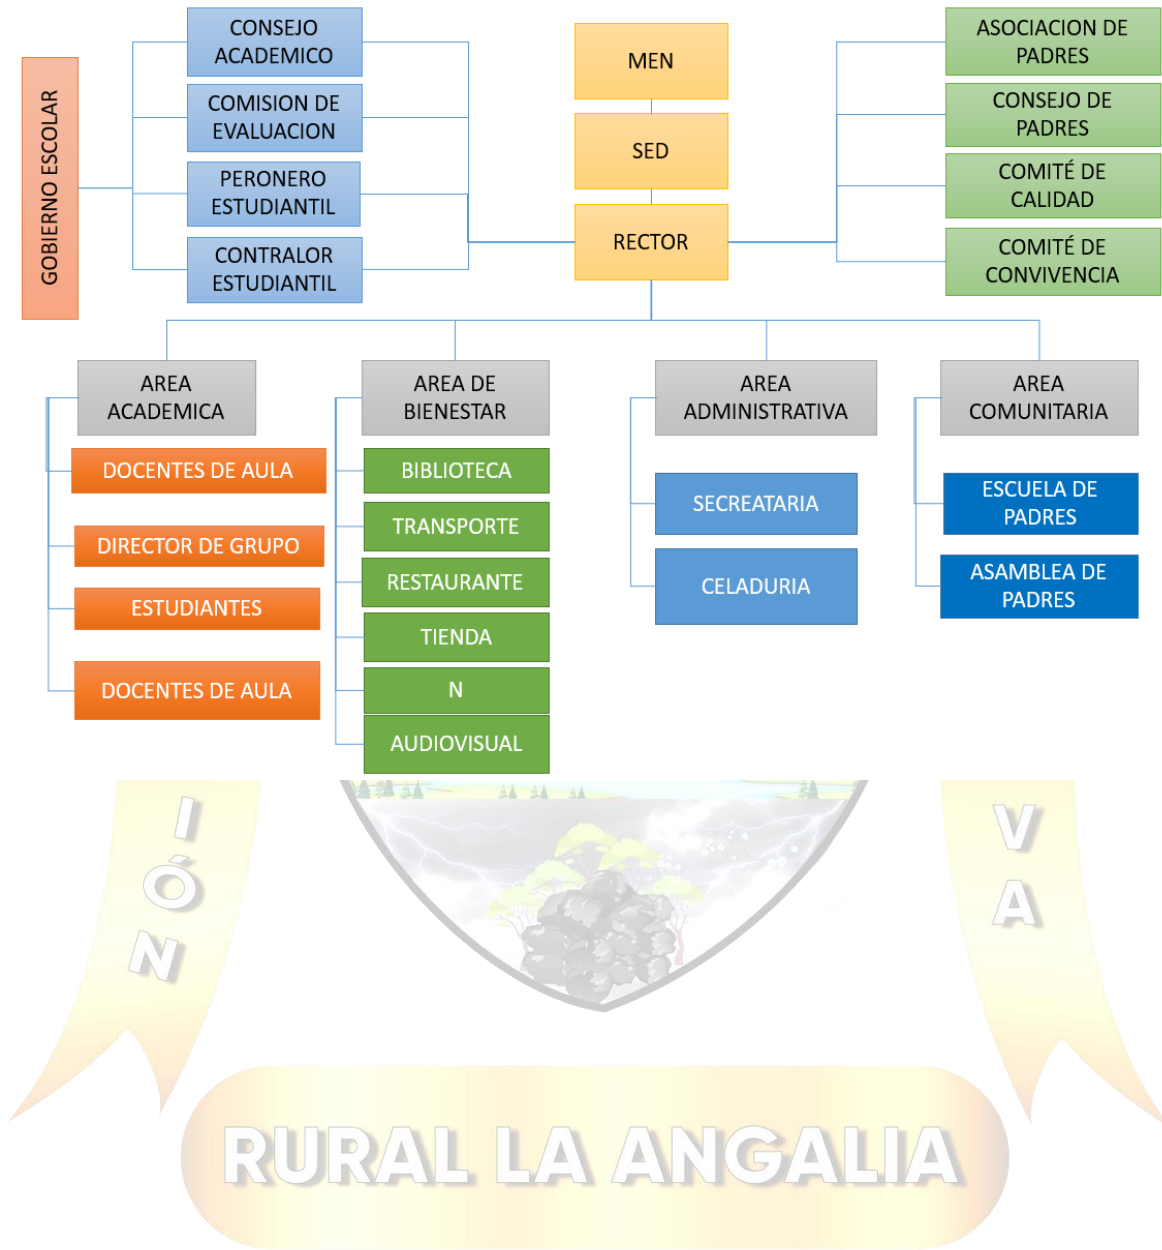 GOBIERNO ESCOLAR
CONSEJO
ACADEMICO
COMISION DE
EVALUACION
PERONERO
ESTUDIANTIL
CONTRALOR
ESTUDIANTIL
MEN
SED
RECTOR
ASOCIACION DE
PADRES
CONSEJO DE
PADRES
COMITÉ DE
CALIDAD
COMITÉ DE
CONVIVENCIA
AREA
ACADEMICA
DOCENTES DE AULA
DIRECTOR DE GRUPO
ESTUDIANTES
DOCENTES DE AULA
AREA DE
BIENESTAR
BIBLIOTECA
TRANSPORTE
RESTAURANTE
TIENDA
N
AUDIOVISUAL
AREA
ADMINISTRATIVA
SECREATARIA
CELADURIA
AREA
COMUNITARIA
ESCUELA DE
PADRES
ASAMBLEA DE
PADRES
IÓN
VA
RURAL LA ANGALIA